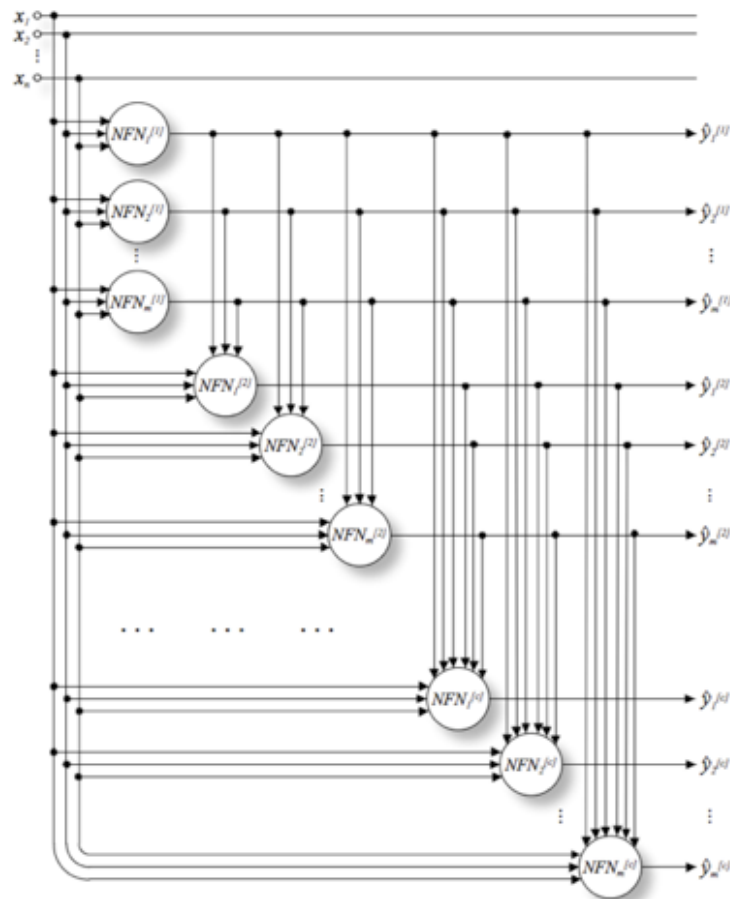 x₁
x₂
⋮
xₙ
NFN₁^[1] ŷ₁^[1]
NFN₂^[1] ŷ₂^[1]
⋮ ⋮
NFNₘ^[1] ŷₘ^[1]
NFN₁^[2] ŷ₁^[2]
NFN₂^[2] ŷ₂^[2]
⋮ ⋮
NFNₘ^[2] ŷₘ^[2]
... ... ...
NFN₁^[c] ŷ₁^[c]
NFN₂^[c] ŷ₂^[c]
⋮ ⋮
NFNₘ^[c] ŷₘ^[c]